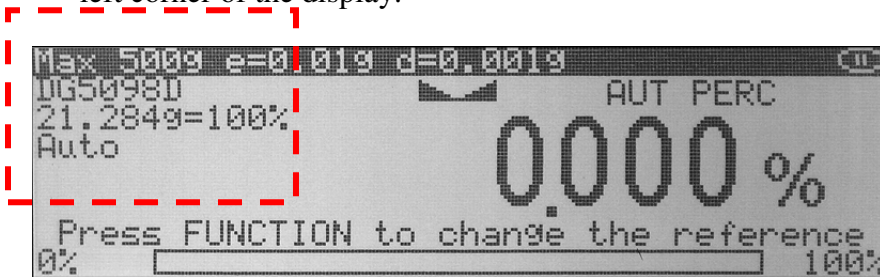 left corner of the display.
Max 500g e=0.01g d=0.001g
DG5098D
AUT PERC
21.284g=100%
Auto
0.000 %
Press FUNCTION to change the reference
0% 100%